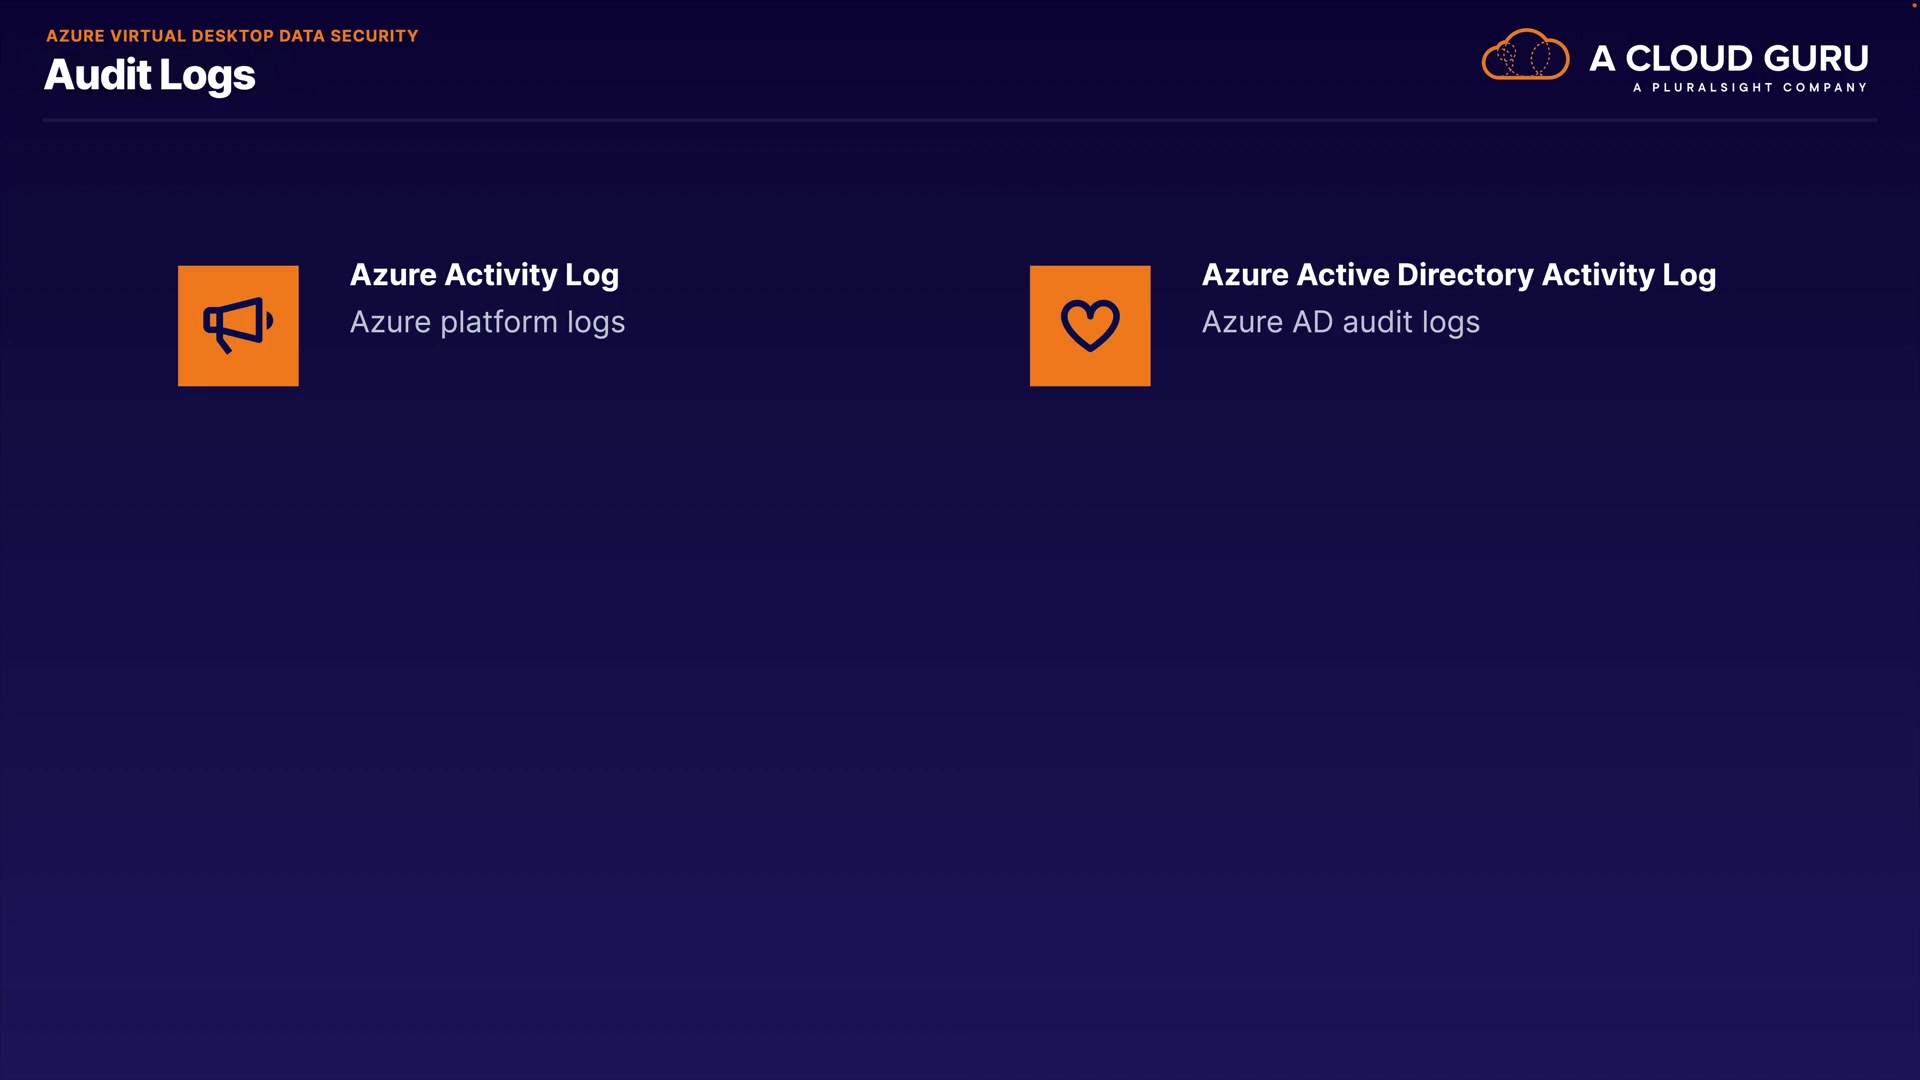 AZURE VIRTUAL DESKTOP DATA SECURITY
Audit Logs
A CLOUD GURU
A PLURALSIGHT COMPANY
Azure Activity Log
Azure platform logs
Azure Active Directory Activity Log
Azure AD audit logs